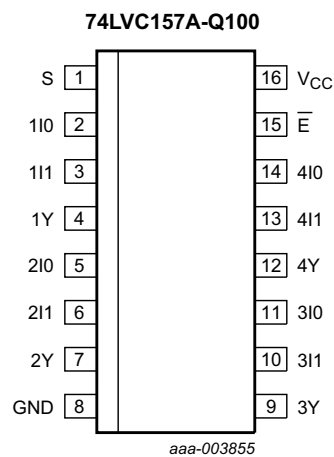 74LVC157A-Q100
S 1 16 VCC
1I0 2 15 E̅
1I1 3 14 4I0
1Y 4 13 4I1
2I0 5 12 4Y
2I1 6 11 3I0
2Y 7 10 3I1
GND 8 9 3Y
aaa-003855